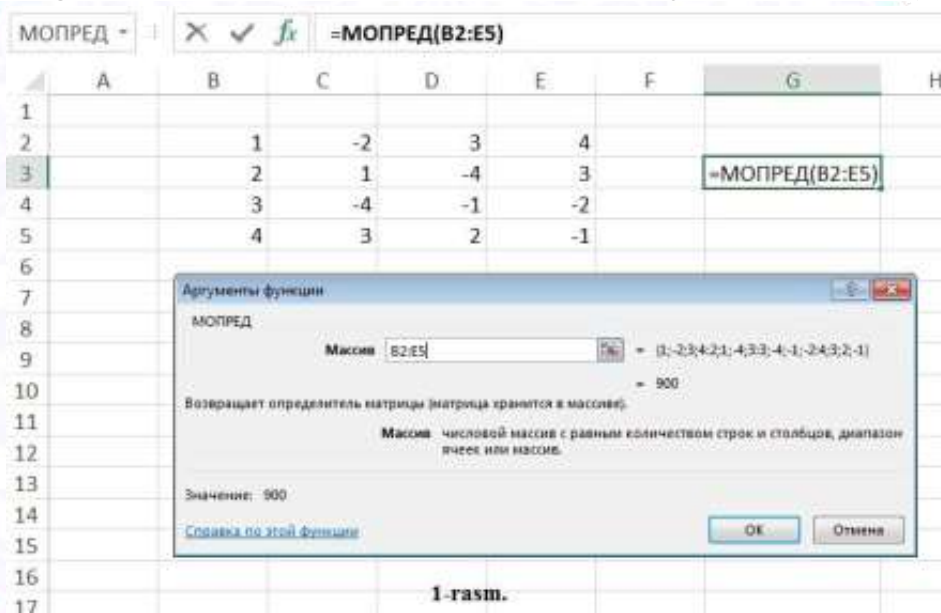 МОПРЕД
=МОПРЕД(B2:E5)
A B C D E F G H
1
2 1 -2 3 4
3 2 1 -4 3 =МОПРЕД(B2:E5)
4 3 -4 -1 -2
5 4 3 2 -1
6
7
8
9
10
11
12
13
14
15
16
17
Аргументы функции
МОПРЕД
Массив B2:E5 = {1;-2;3;4:2;1;-4;3:3;-4;-1;-2:4;3;2;-1}
= 900
Возвращает определитель матрицы (матрица хранится в массиве).
Массив числовой массив с равным количеством строк и столбцов, диапазон
ячеек или массив.
Значение: 900
Справка по этой функции
ОК Отмена
1-rasm.